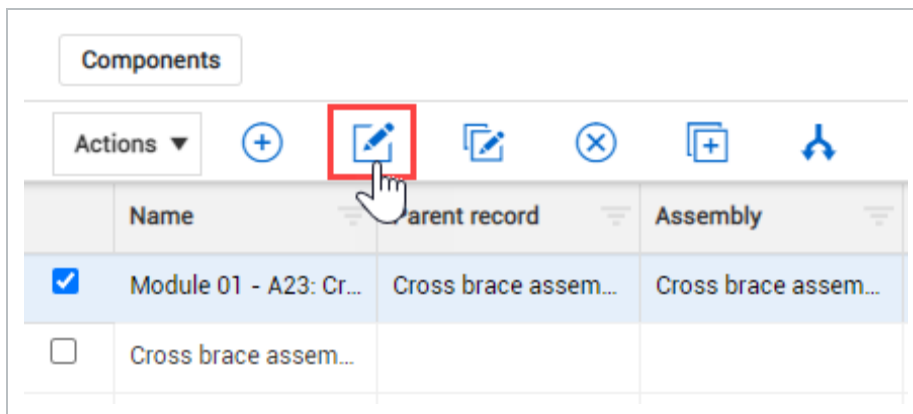 Components
Actions
Name Parent record Assembly
Module 01 - A23: Cr... Cross brace assem... Cross brace assem...
Cross brace assem...